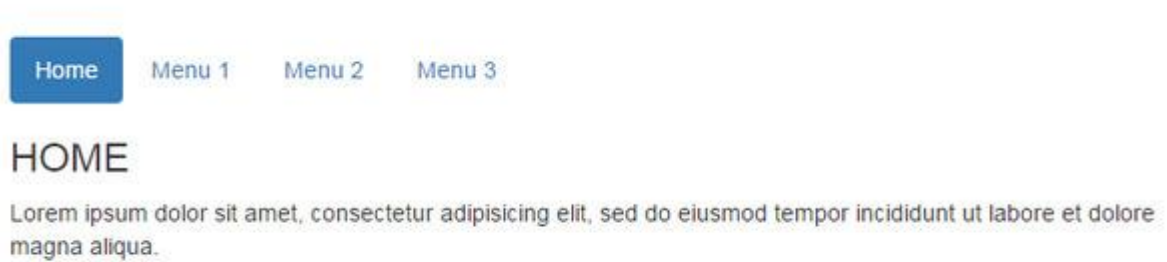 Home Menu 1 Menu 2 Menu 3
HOME
Lorem ipsum dolor sit amet, consectetur adipisicing elit, sed do eiusmod tempor incididunt ut labore et dolore
magna aliqua.